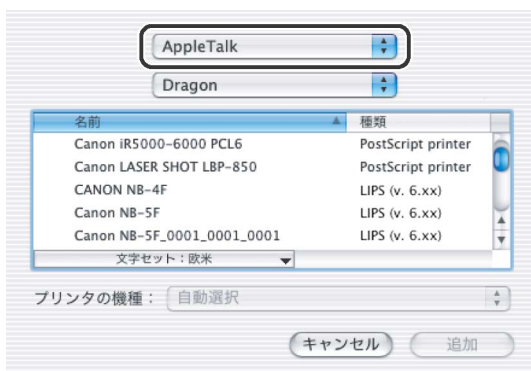 AppleTalk
Dragon
名前 種類
Canon iR5000-6000 PCL6 PostScript printer
Canon LASER SHOT LBP-850 PostScript printer
CANON NB-4F LIPS (v. 6.xx)
Canon NB-5F LIPS (v. 6.xx)
Canon NB-5F_0001_0001_0001 LIPS (v. 6.xx)
文字セット：欧米
プリンタの機種： 自動選択
キャンセル 追加